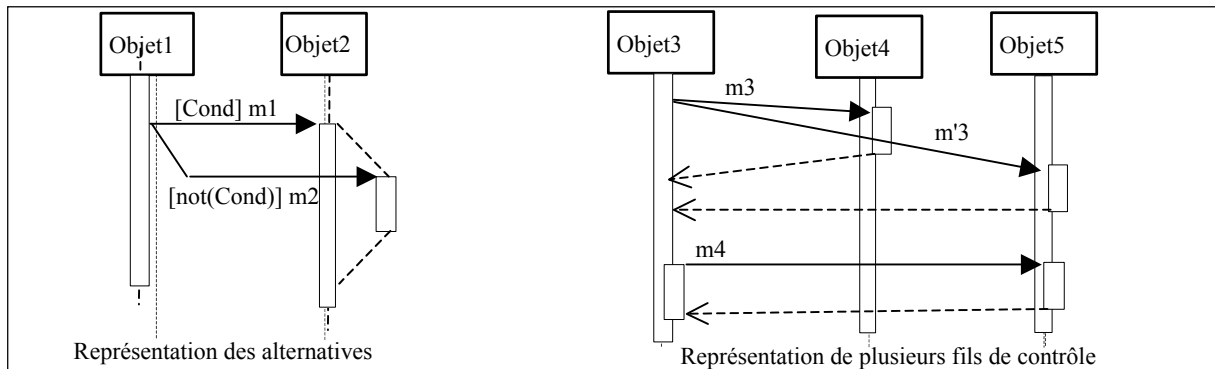 Objet1
Objet2
[Cond] m1
[not(Cond)] m2
Représentation des alternatives
Objet3
Objet4
Objet5
m3
m'3
m4
Représentation de plusieurs fils de contrôle